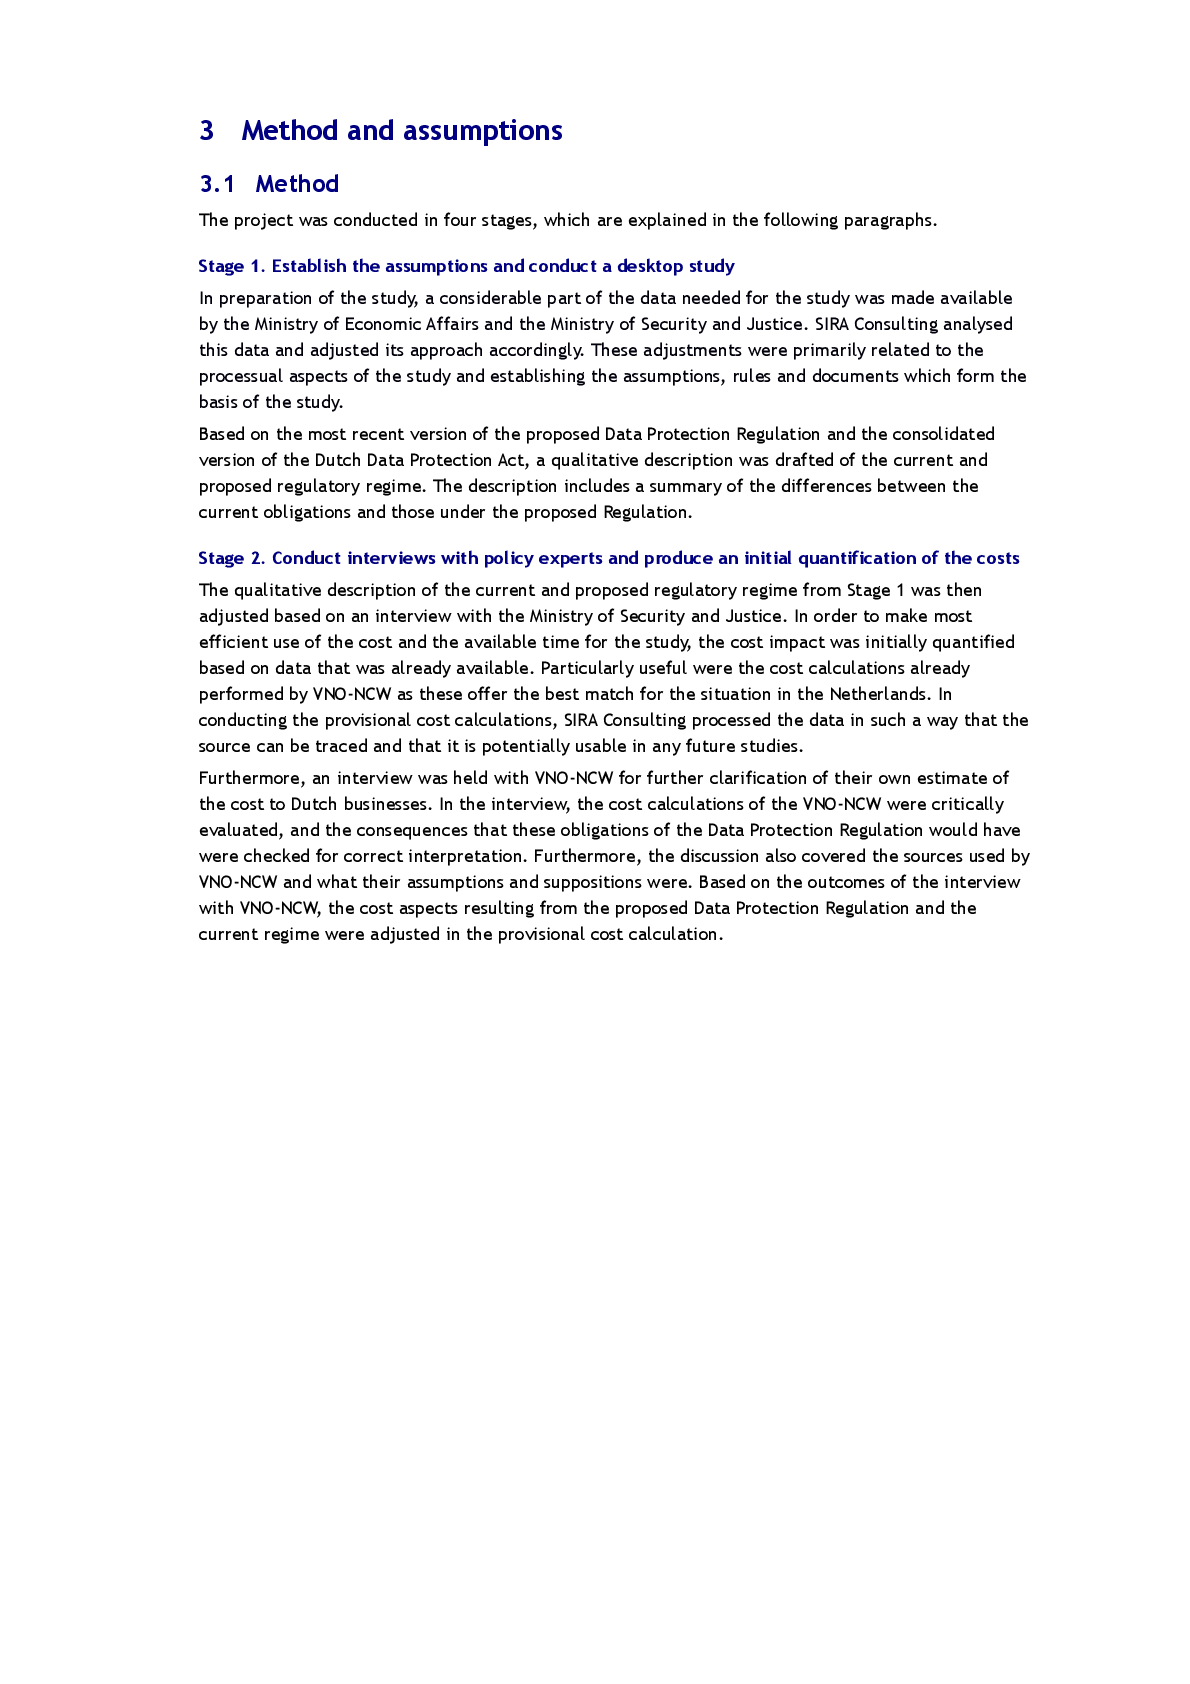 3 Method and assumptions
3.1 Method
The project was conducted in four stages, which are explained in the following paragraphs.
Stage 1. Establish the assumptions and conduct a desktop study
In preparation of the study, a considerable part of the data needed for the study was made available
by the Ministry of Economic Affairs and the Ministry of Security and Justice. SIRA Consulting analysed
this data and adjusted its approach accordingly. These adjustments were primarily related to the
processual aspects of the study and establishing the assumptions, rules and documents which form the
basis of the study.
Based on the most recent version of the proposed Data Protection Regulation and the consolidated
version of the Dutch Data Protection Act, a qualitative description was drafted of the current and
proposed regulatory regime. The description includes a summary of the differences between the
current obligations and those under the proposed Regulation.
Stage 2. Conduct interviews with policy experts and produce an initial quantification of the costs
The qualitative description of the current and proposed regulatory regime from Stage 1 was then
adjusted based on an interview with the Ministry of Security and Justice. In order to make most
efficient use of the cost and the available time for the study, the cost impact was initially quantified
based on data that was already available. Particularly useful were the cost calculations already
performed by VNO-NCW as these offer the best match for the situation in the Netherlands. In
conducting the provisional cost calculations, SIRA Consulting processed the data in such a way that the
source can be traced and that it is potentially usable in any future studies.
Furthermore, an interview was held with VNO-NCW for further clarification of their own estimate of
the cost to Dutch businesses. In the interview, the cost calculations of the VNO-NCW were critically
evaluated, and the consequences that these obligations of the Data Protection Regulation would have
were checked for correct interpretation. Furthermore, the discussion also covered the sources used by
VNO-NCW and what their assumptions and suppositions were. Based on the outcomes of the interview
with VNO-NCW, the cost aspects resulting from the proposed Data Protection Regulation and the
current regime were adjusted in the provisional cost calculation.